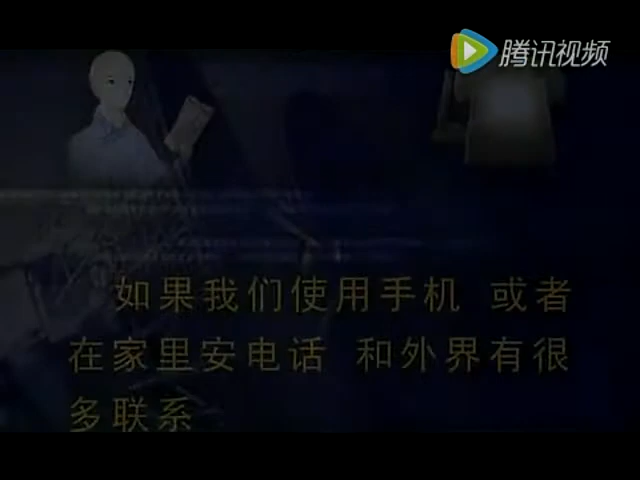 腾讯视频
如果我们使用手机 或者
在家里安电话 和外界有很
多联系